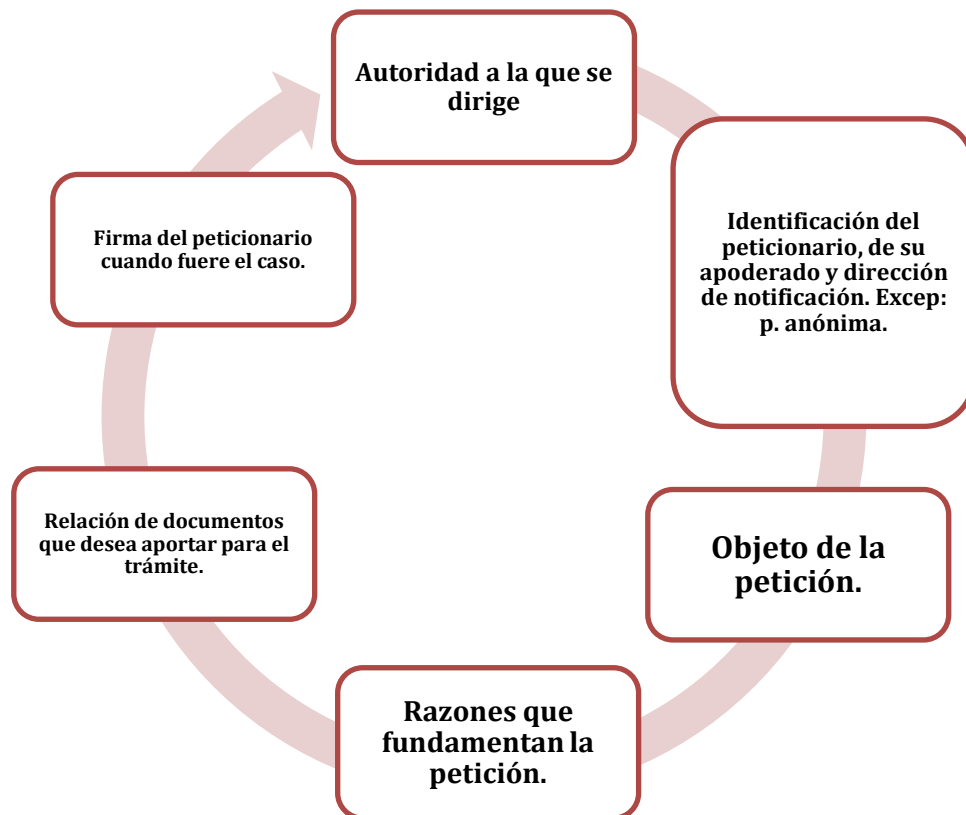 Autoridad a la que se
dirige
Identificación del
peticionario, de su
apoderado y dirección
de notificación. Excep:
p. anónima.
Objeto de la
petición.
Razones que
fundamentan la
petición.
Relación de documentos
que desea aportar para el
trámite.
Firma del peticionario
cuando fuere el caso.